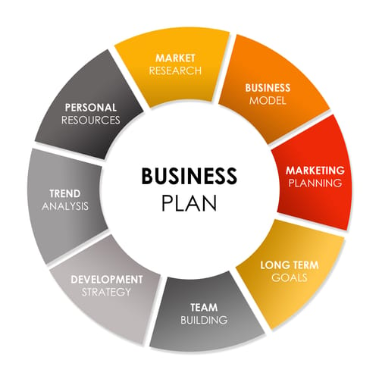 MARKET
RESEARCH
BUSINESS
MODEL
MARKETING
PLANNING
LONG TERM
GOALS
TEAM
BUILDING
DEVELOPMENT
STRATEGY
TREND
ANALYSIS
PERSONAL
RESOURCES
BUSINESS
PLAN